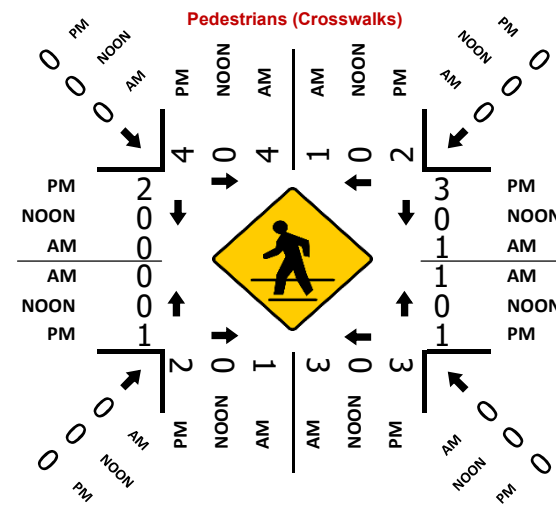 Pedestrians (Crosswalks)
0 PM
0 NOON
0 AM
PM 0
NOON 0
AM 0
PM NOON AM AM NOON PM
4 0 4 1 0 2
PM 2 3 PM
NOON 0 0 NOON
AM 0 1 AM
AM 0 1 AM
NOON 0 0 NOON
PM 1 1 PM
2 0 1 3 0 3
PM NOON AM AM NOON PM
0 AM
0 NOON
0 PM
AM 0
NOON 0
PM 0